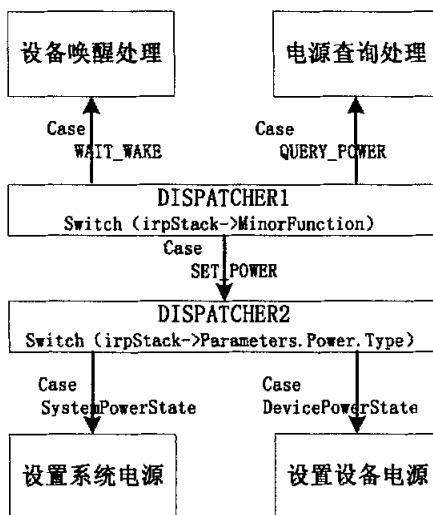 设备唤醒处理
电源查询处理
Case
WAIT_WAKE
Case
QUERY_POWER
DISPATCHER1
Switch (irpStack->MinorFunction)
Case
SET_POWER
DISPATCHER2
Switch (irpStack->Parameters.Power.Type)
Case
SystemPowerState
Case
DevicePowerState
设置系统电源
设置设备电源